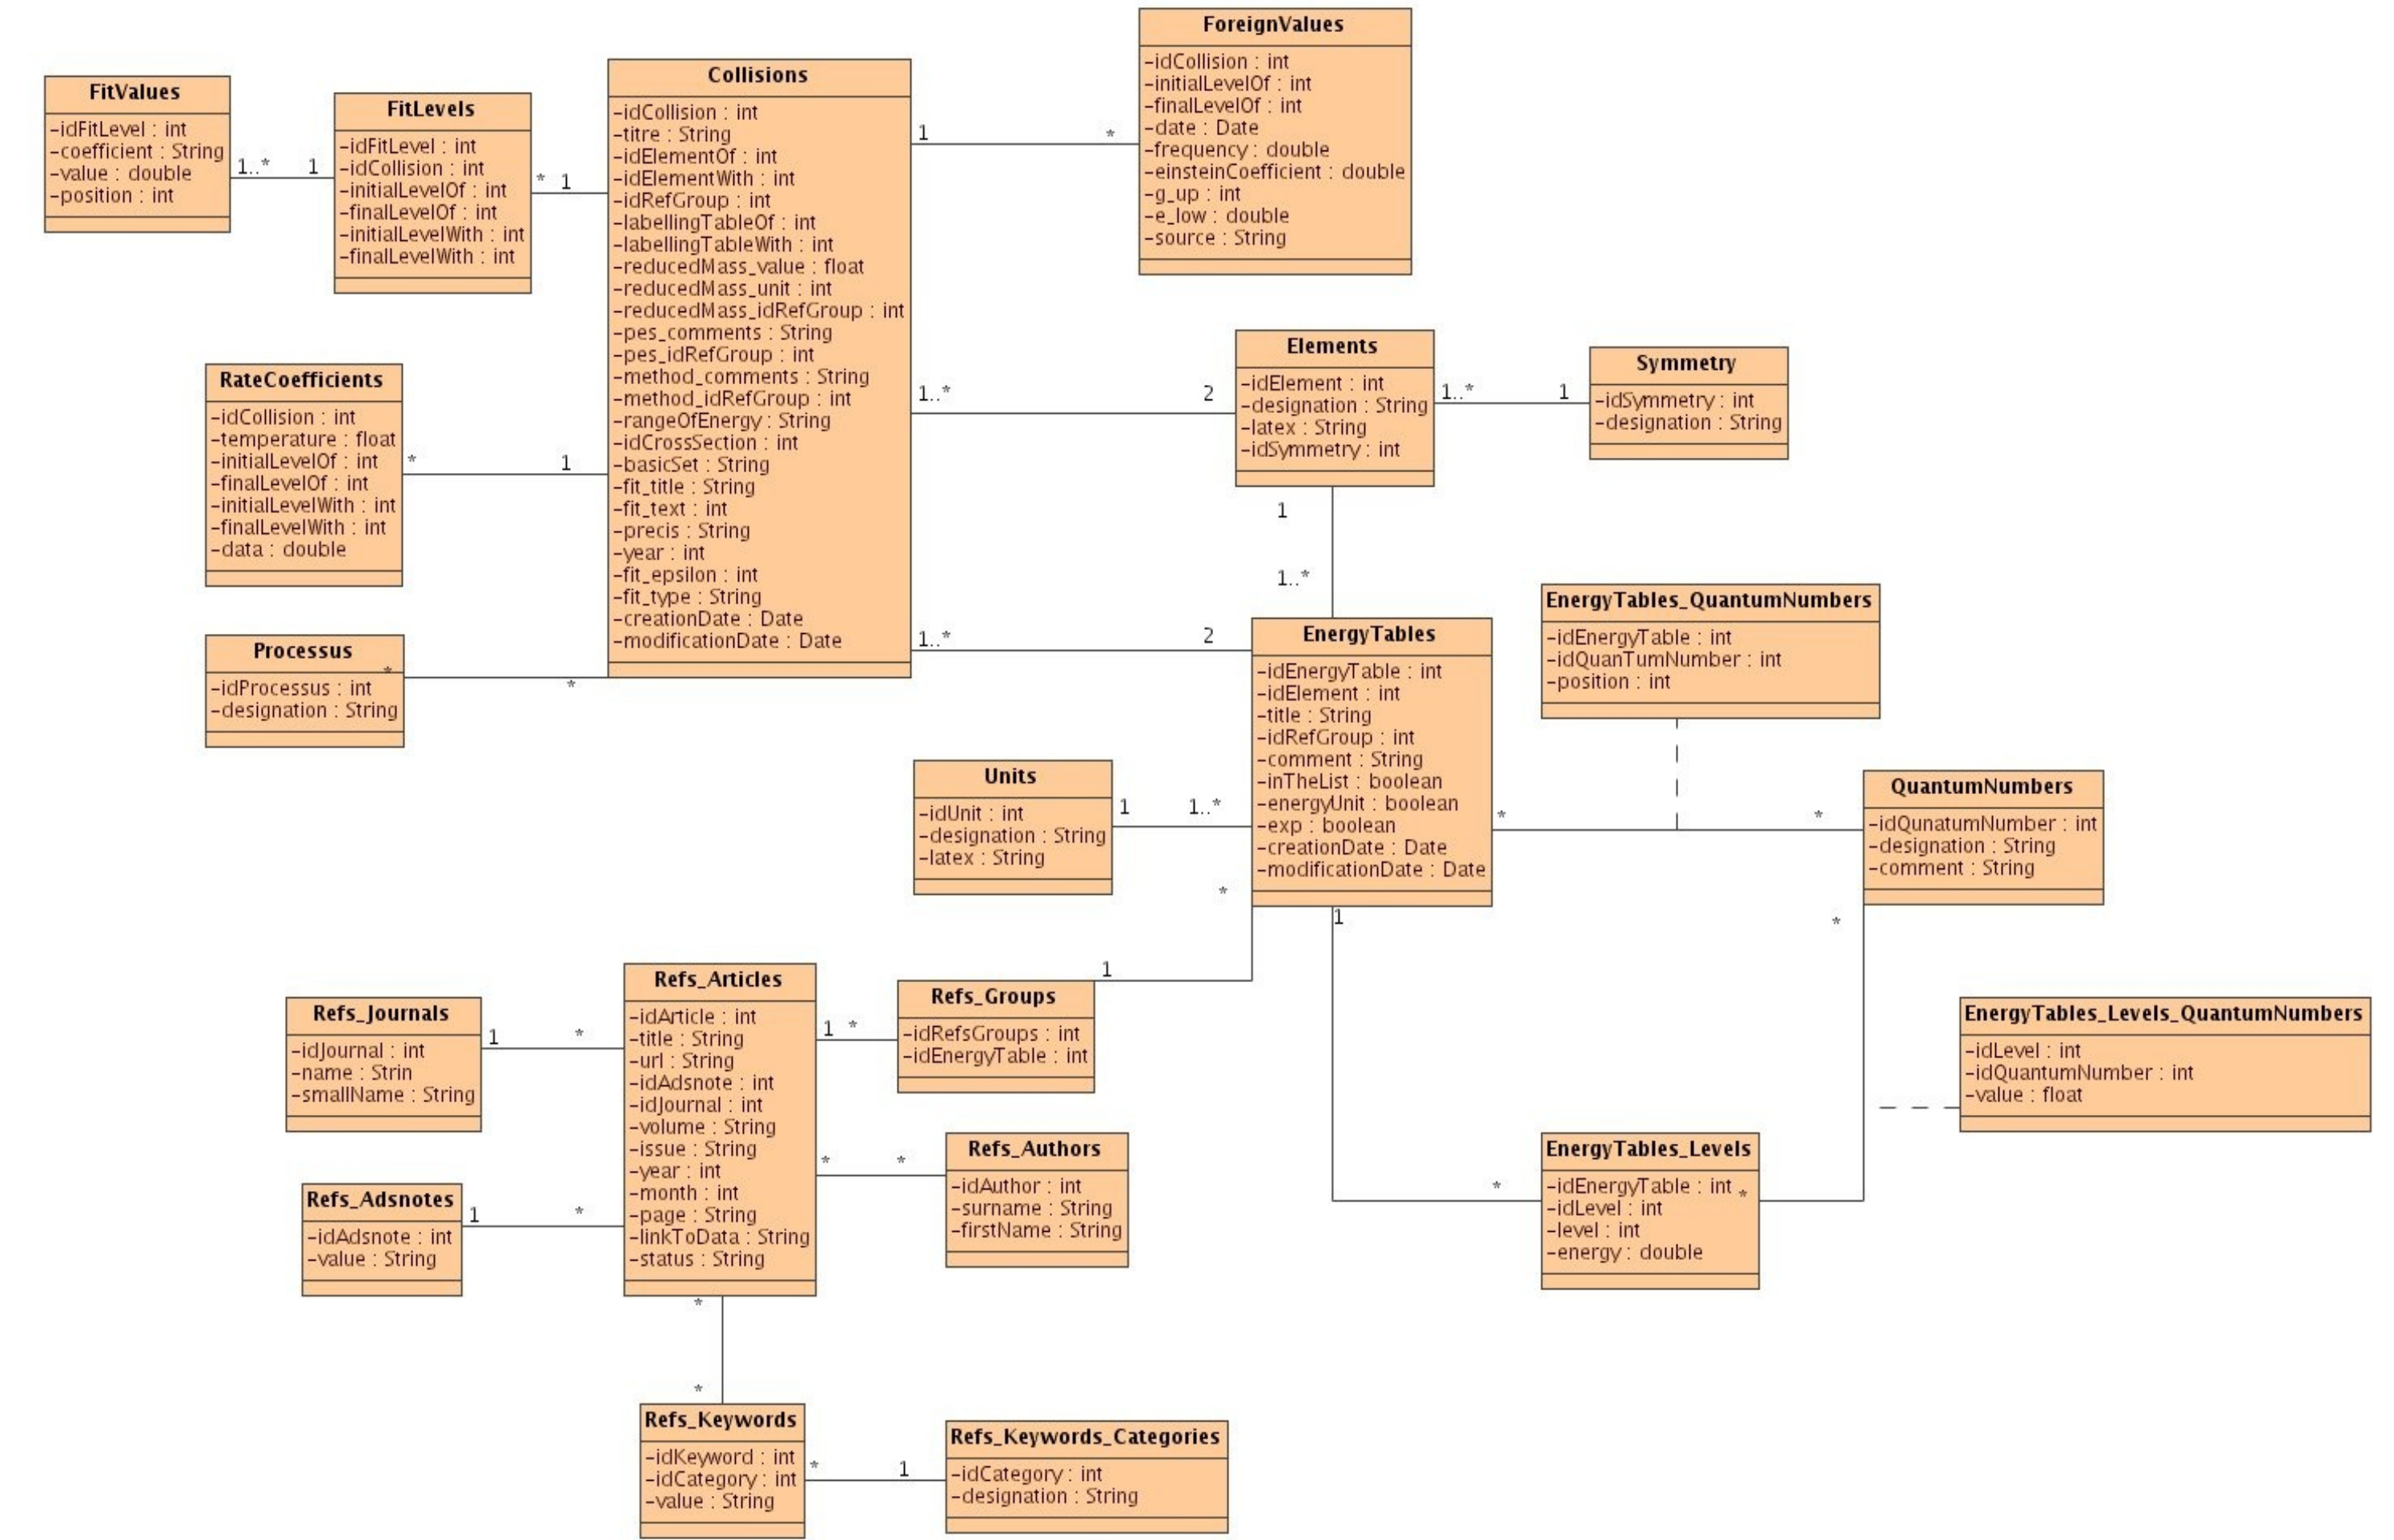 ForeignValues
-idCollision : int
-initialLevelOf : int
-finalLevelOf : int
-date : Date
-frequency : double
-einsteinCoefficient : double
-g_up : int
-e_low : double
-source : String
FitValues
-idFitLevel : int
-coefficient : String
-value : double
-position : int
1..* 1
FitLevels
-idFitLevel : int
-idCollision : int
-initialLevelOf : int
-finalLevelOf : int
-initialLevelWith : int
-finalLevelWith : int
* 1
Collisions
-idCollision : int
-titre : String
-idElementOf : int
-idElementWith : int
-idRefGroup : int
-labellingTableOf : int
-labellingTableWith : int
-reducedMass_value : float
-reducedMass_unit : int
-reducedMass_idRefGroup : int
-pes_comments : String
-pes_idRefGroup : int
-method_comments : String
-method_idRefGroup : int
-rangeOfEnergy : String
-idCrossSection : int
-basicSet : String
-fit_title : String
-fit_text : int
-precis : String
-year : int
-fit_epsilon : int
-fit_type : String
-creationDate : Date
-modificationDate : Date
1 *
1..* 2
1..* 2
RateCoefficients
-idCollision : int
-temperature : float
-initialLevelOf : int
-finalLevelOf : int
-initialLevelWith : int
-finalLevelWith : int
-data : double
* 1
Processus
-idProcessus : int
-designation : String
* *
Elements
-idElement : int
-designation : String
-latex : String
-idSymmetry : int
1..* 1
Symmetry
-idSymmetry : int
-designation : String
1
1..*
EnergyTables
-idEnergyTable : int
-idElement : int
-title : String
-idRefGroup : int
-comment : String
-inTheList : boolean
-energyUnit : boolean
-exp : boolean
-creationDate : Date
-modificationDate : Date
EnergyTables_QuantumNumbers
-idEnergyTable : int
-idQuanTumNumber : int
-position : int
* *
QuantumNumbers
-idQunatumNumber : int
-designation : String
-comment : String
*
Units
-idUnit : int
-designation : String
-latex : String
1 1..*
*
1
1
Refs_Journals
-idJournal : int
-name : Strin
-smallName : String
1 *
Refs_Articles
-idArticle : int
-title : String
-url : String
-idAdsnote : int
-idJournal : int
-volume : String
-issue : String
-year : int
-month : int
-page : String
-linkToData : String
-status : String
1 *
Refs_Groups
-idRefsGroups : int
-idEnergyTable : int
* *
Refs_Authors
-idAuthor : int
-surname : String
-firstName : String
Refs_Adsnotes
-idAdsnote : int
-value : String
1 *
EnergyTables_Levels_QuantumNumbers
-idLevel : int
-idQuantumNumber : int
-value : float
*
EnergyTables_Levels
-idEnergyTable : int
-idLevel : int
-level : int
-energy : double
*
*
*
Refs_Keywords
-idKeyword : int
-idCategory : int
-value : String
* 1
Refs_Keywords_Categories
-idCategory : int
-designation : String